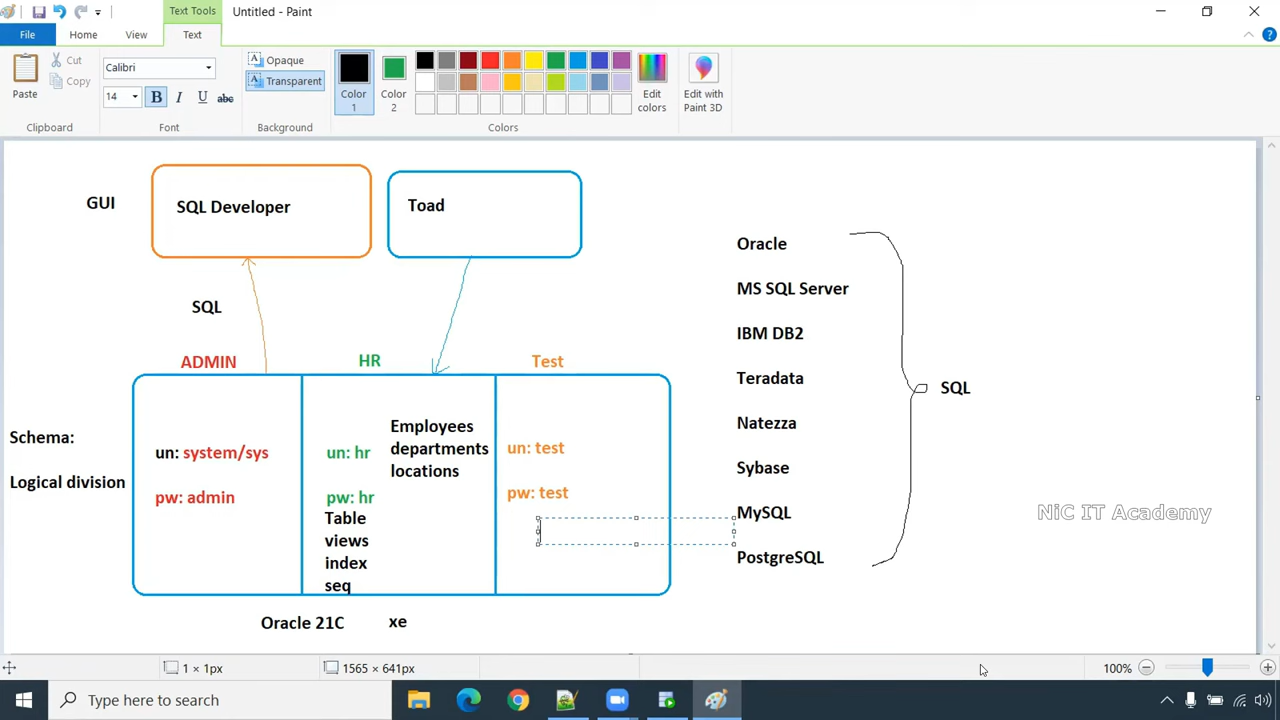 Text Tools
Untitled - Paint
File
Home
View
Text
Paste
Cut
Copy
Clipboard
Calibri
14
B
I
U
abc
Font
A
Opaque
A
Transparent
Background
Color
1
Color
2
Edit
colors
Colors
Edit with
Paint 3D
GUI
SQL Developer
Toad
SQL
ADMIN
HR
Test
Schema:
Logical division
un: system/sys
pw: admin
un: hr
pw: hr
Table
views
index
seq
Employees
departments
locations
un: test
pw: test
Oracle 21C
xe
Oracle
MS SQL Server
IBM DB2
Teradata
Natezza
Sybase
MySQL
PostgreSQL
SQL
NiC IT Academy
1 × 1px
1565 × 641px
100%
Type here to search